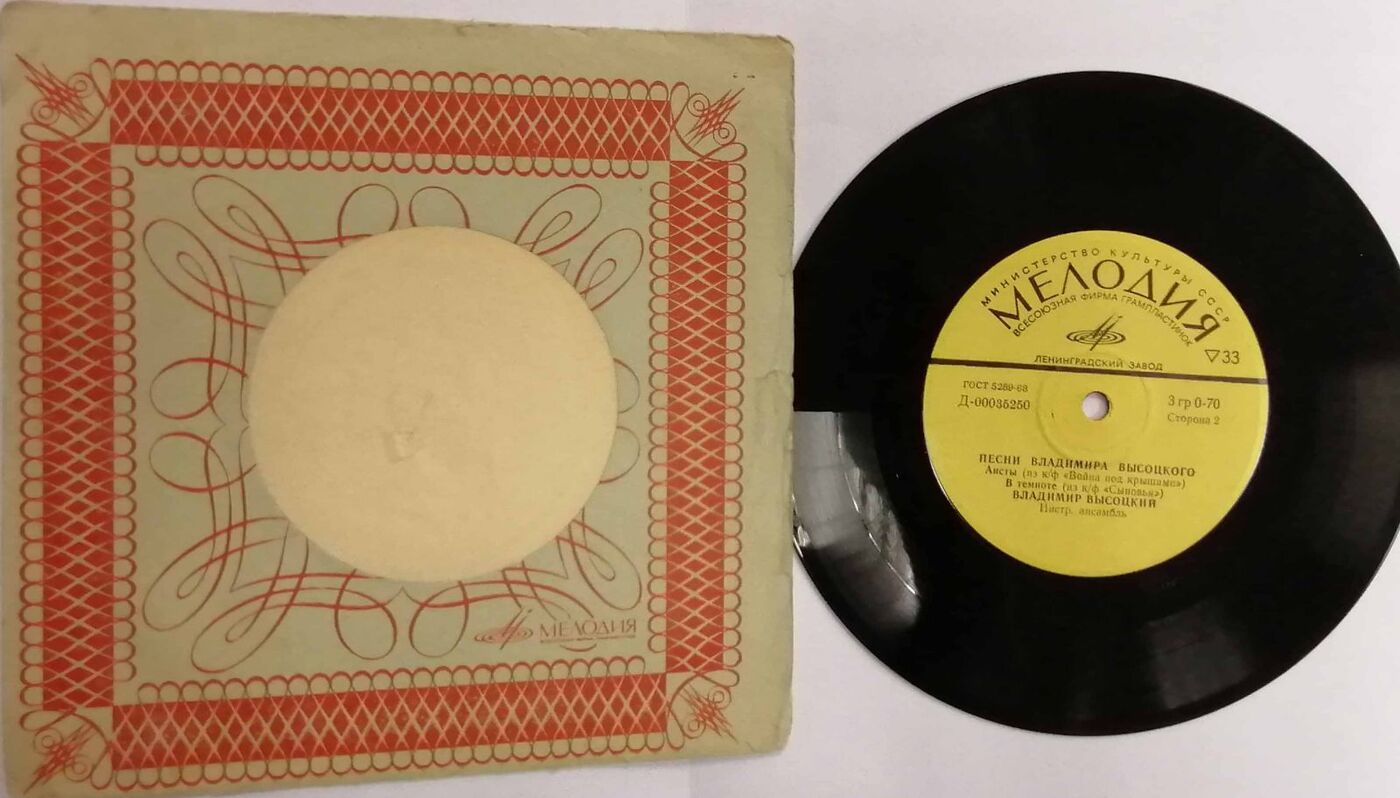 МЕЛОДИЯ
МИНИСТЕРСТВО КУЛЬТУРЫ СССР
МЕЛОДИЯ
ВСЕСОЮЗНАЯ ФИРМА ГРАМПЛАСТИНОК
▽33
ЛЕНИНГРАДСКИЙ ЗАВОД
ГОСТ 5289-68
Д-00035250
3 гр 0-70
Сторона 2
ПЕСНИ ВЛАДИМИРА ВЫСОЦКОГО
Аисты (из к/ф «Война под крышами»)
В темноте (из к/ф «Сыновья»)
ВЛАДИМИР ВЫСОЦКИЙ
Инстр. ансамбль